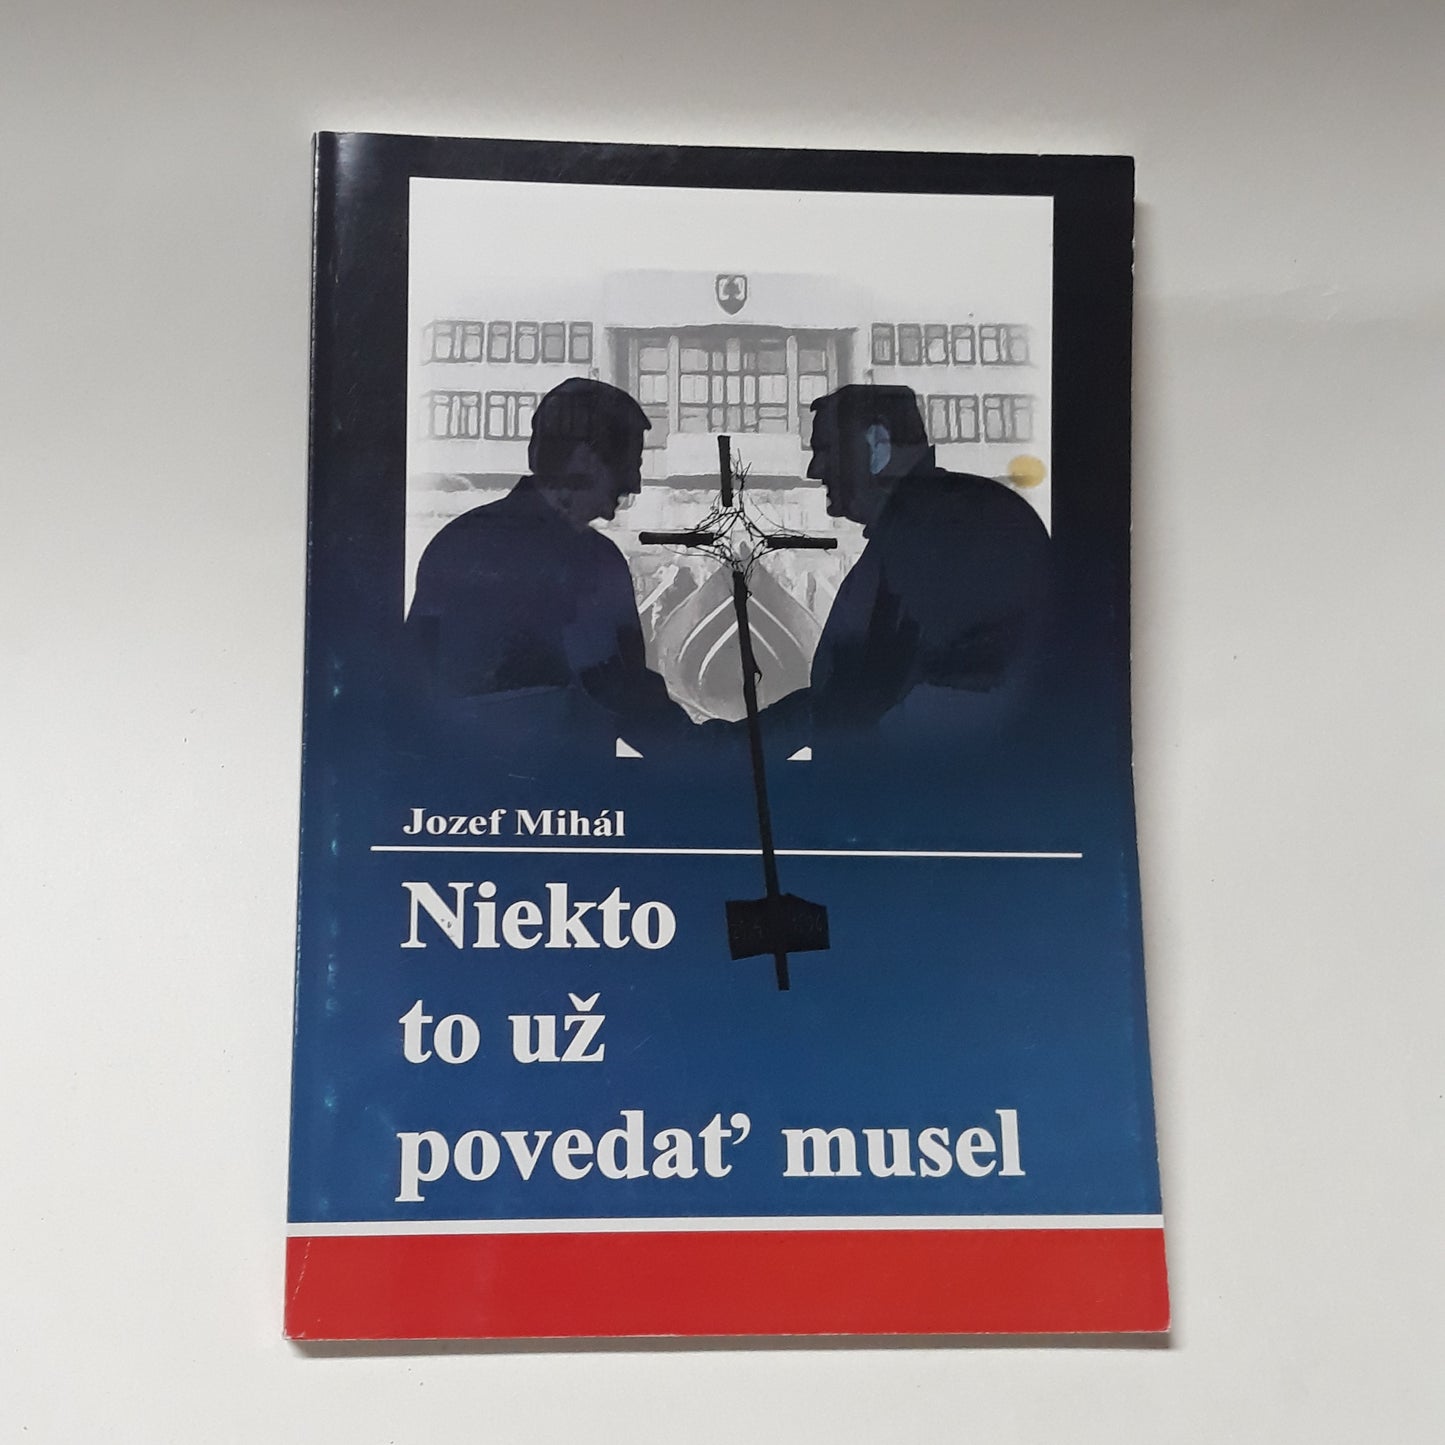 Jozef Mihál
Niekto
to už
povedať musel